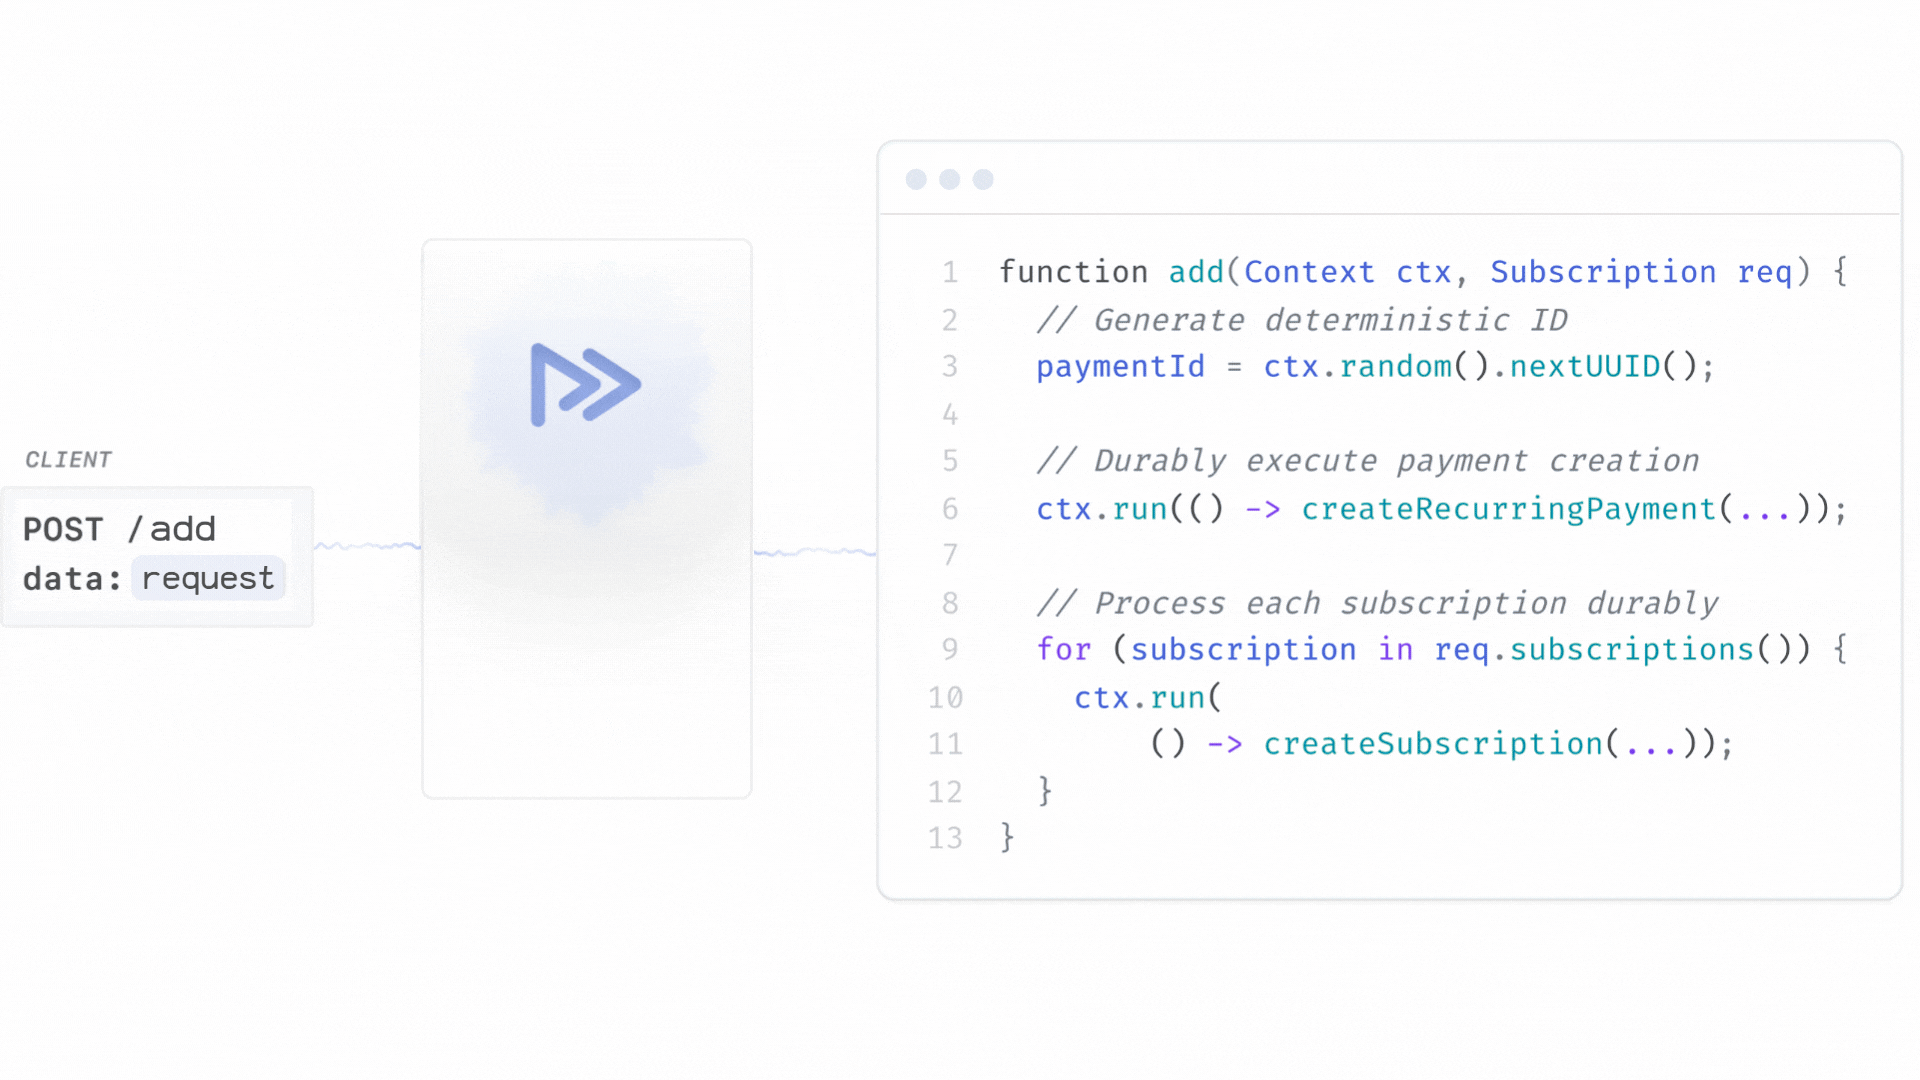 CLIENT
POST /add
data: request
1 function add(Context ctx, Subscription req) {
2 // Generate deterministic ID
3 paymentId = ctx.random().nextUUID();
4
5 // Durably execute payment creation
6 ctx.run(() -> createRecurringPayment(...));
7
8 // Process each subscription durably
9 for (subscription in req.subscriptions()) {
10 ctx.run(
11 () -> createSubscription(...));
12 }
13 }